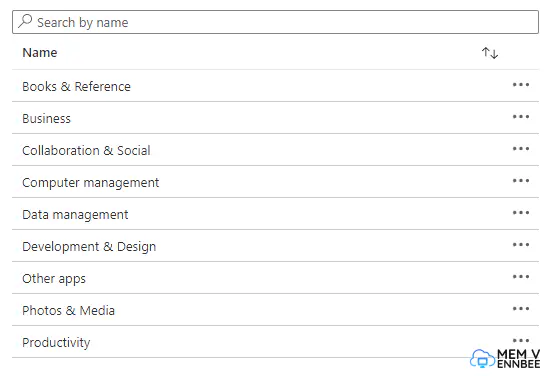 Search by name
Name
Books & Reference
Business
Collaboration & Social
Computer management
Data management
Development & Design
Other apps
Photos & Media
Productivity
MEM V
ENNBEE